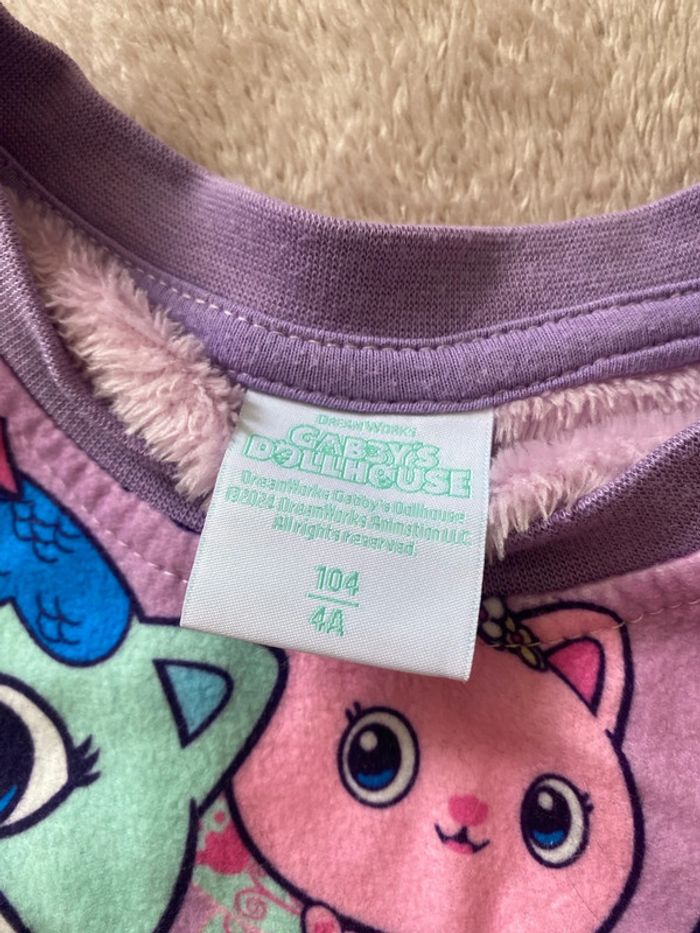 DREAMWORKS
GABBY'S
DOLLHOUSE
DreamWorks Gabby's Dollhouse
©2024 DreamWorks Animation LLC.
All rights reserved.
104
4A